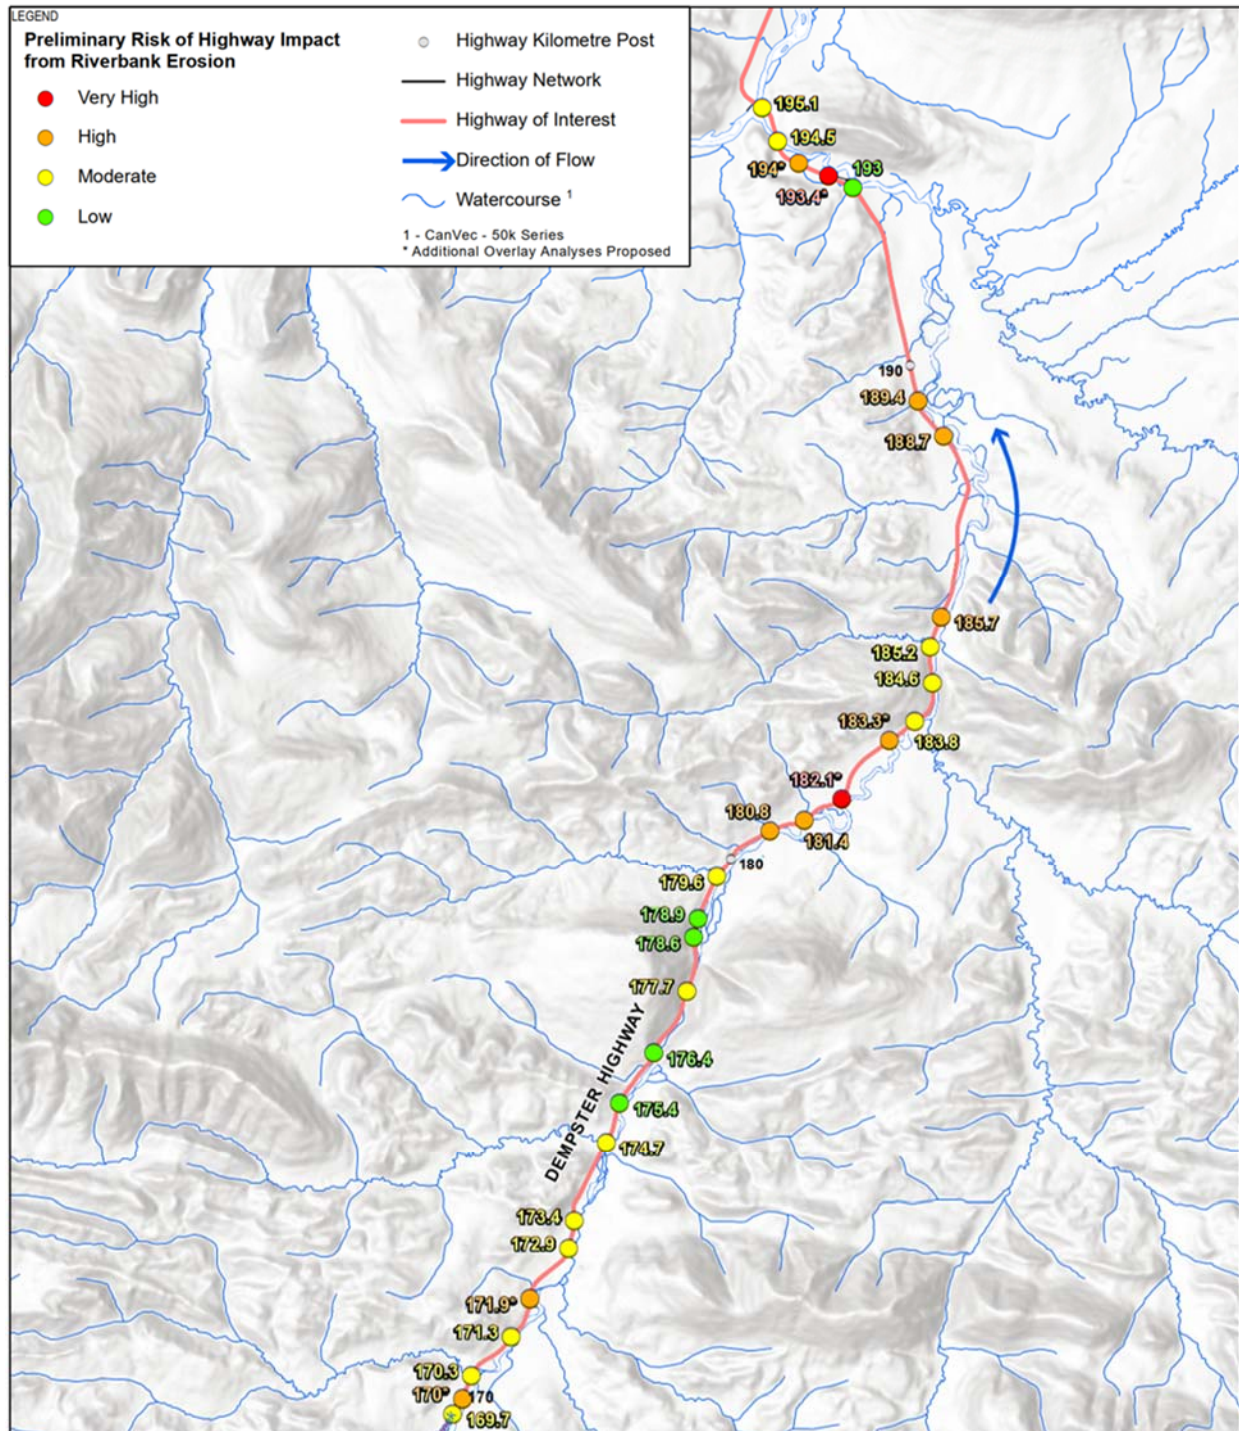 LEGEND
Preliminary Risk of Highway Impact
from Riverbank Erosion
Very High
High
Moderate
Low
Highway Kilometre Post
Highway Network
Highway of Interest
Direction of Flow
Watercourse 1
1 - CanVec - 50k Series
* Additional Overlay Analyses Proposed
195.1
194.5
194*
193
193.4*
190
189.4
188.7
185.7
185.2
184.6
183.3*
183.8
182.1*
180.8
181.4
180
179.6
178.9
178.6
177.7
176.4
DEMPSTER HIGHWAY
175.4
174.7
173.4
172.9
171.9*
171.3
170.3
170*
170
169.7